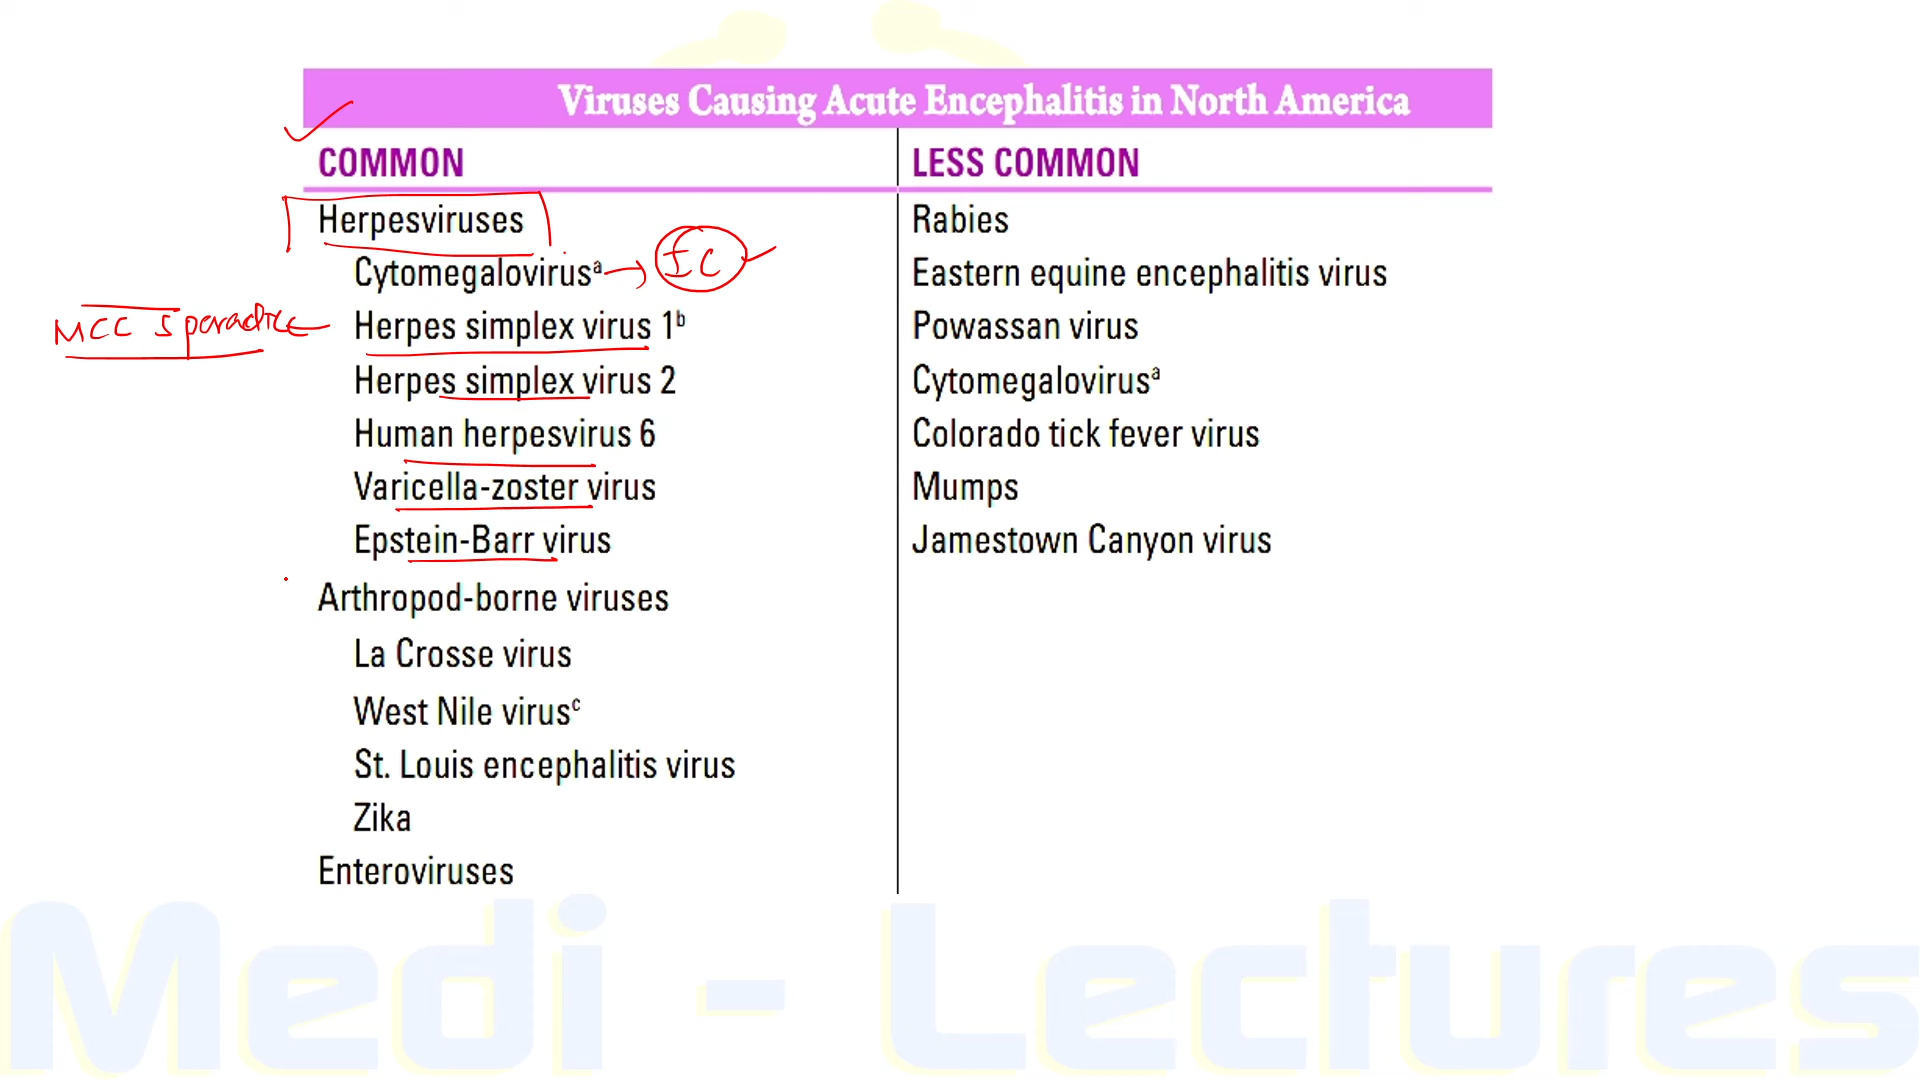 Viruses Causing Acute Encephalitis in North America
COMMON
Herpesviruses
Cytomegalovirusᵃ → IC
MCC Sporadic Herpes simplex virus 1ᵇ
Herpes simplex virus 2
Human herpesvirus 6
Varicella-zoster virus
Epstein-Barr virus
Arthropod-borne viruses
La Crosse virus
West Nile virusᶜ
St. Louis encephalitis virus
Zika
Enteroviruses
LESS COMMON
Rabies
Eastern equine encephalitis virus
Powassan virus
Cytomegalovirusᵃ
Colorado tick fever virus
Mumps
Jamestown Canyon virus
Medi - Lectures